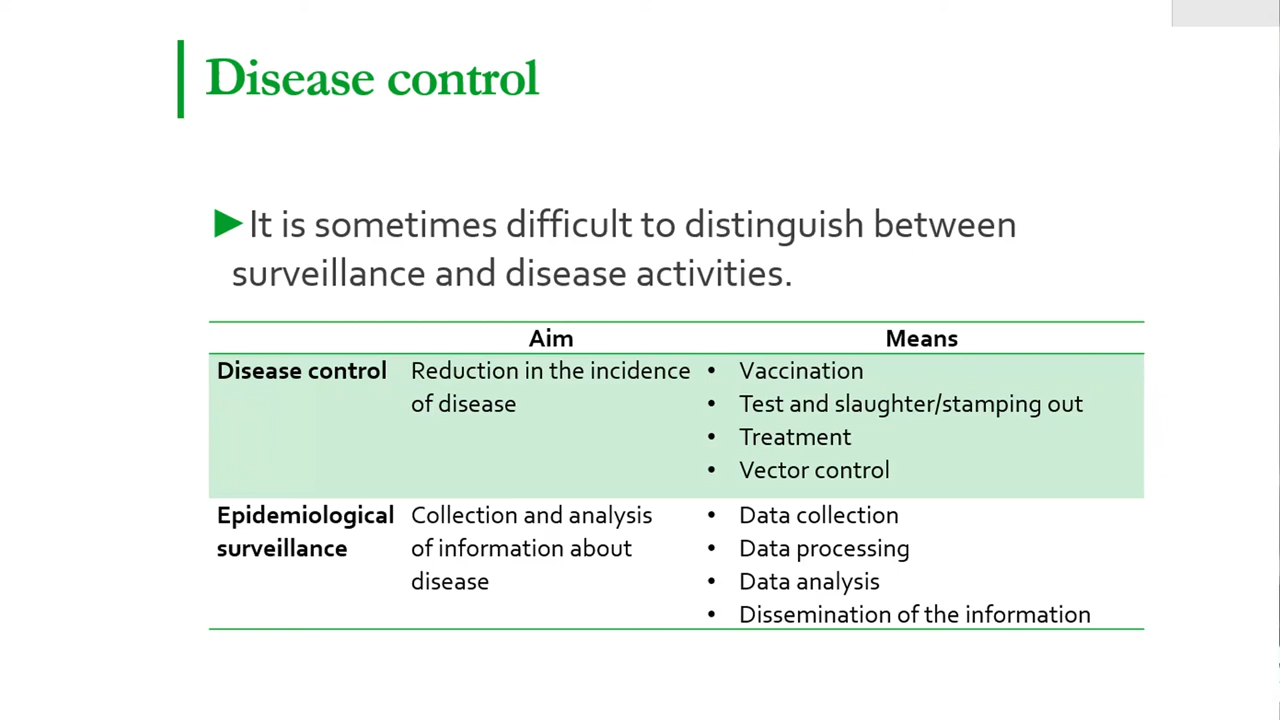 Disease control
►It is sometimes difficult to distinguish between
surveillance and disease activities.
Aim Means
Disease control Reduction in the incidence • Vaccination
of disease • Test and slaughter/stamping out
• Treatment
• Vector control
Epidemiological Collection and analysis • Data collection
surveillance of information about • Data processing
disease • Data analysis
• Dissemination of the information